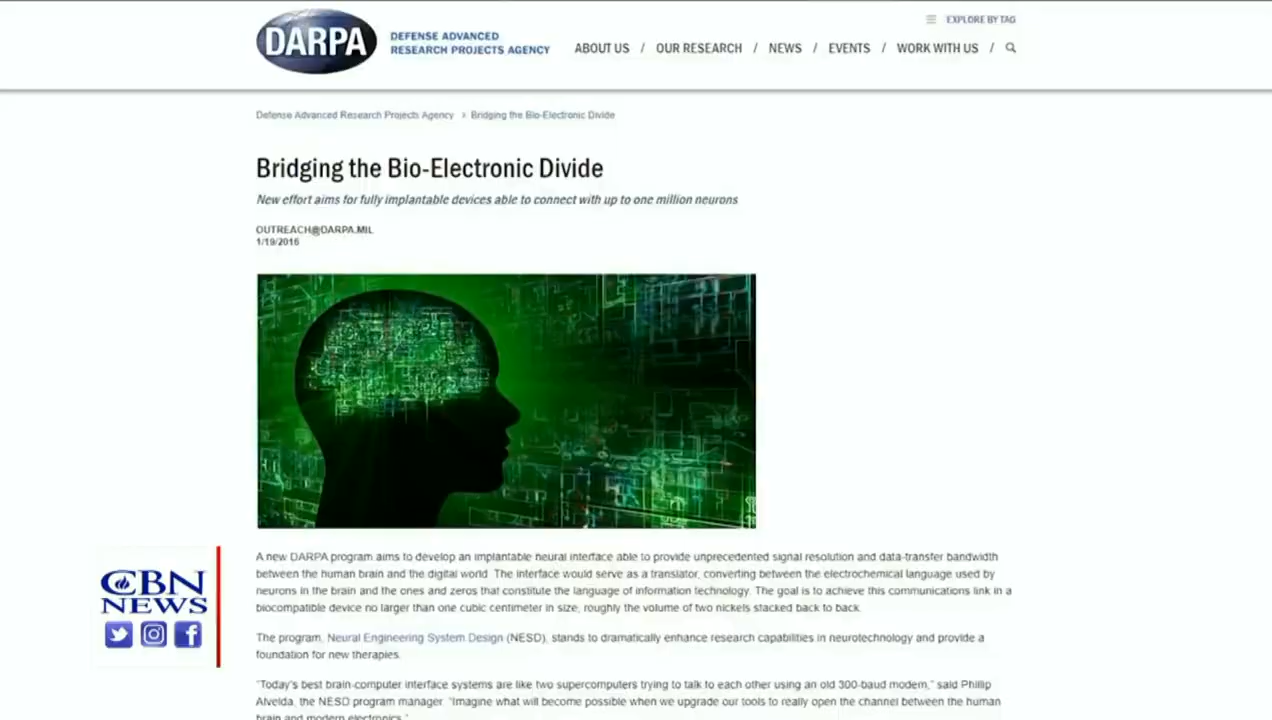 EXPLORE BY TAG
DARPA
DEFENSE ADVANCED
RESEARCH PROJECTS AGENCY
ABOUT US / OUR RESEARCH / NEWS / EVENTS / WORK WITH US /
Defense Advanced Research Projects Agency > Bridging the Bio-Electronic Divide
Bridging the Bio-Electronic Divide
New effort aims for fully implantable devices able to connect with up to one million neurons
OUTREACH@DARPA.MIL
1/19/2016
A new DARPA program aims to develop an implantable neural interface able to provide unprecedented signal resolution and data-transfer bandwidth
between the human brain and the digital world. The interface would serve as a translator, converting between the electrochemical language used by
neurons in the brain and the ones and zeros that constitute the language of information technology. The goal is to achieve this communications link in a
biocompatible device no larger than one cubic centimeter in size, roughly the volume of two nickels stacked back to back.
The program, Neural Engineering System Design (NESD), stands to dramatically enhance research capabilities in neurotechnology and provide a
foundation for new therapies.
"Today's best brain-computer interface systems are like two supercomputers trying to talk to each other using an old 300-baud modem," said Phillip
Alvelda, the NESD program manager. "Imagine what will become possible when we upgrade our tools to really open the channel between the human
brain and modern electronics."
CBN
NEWS